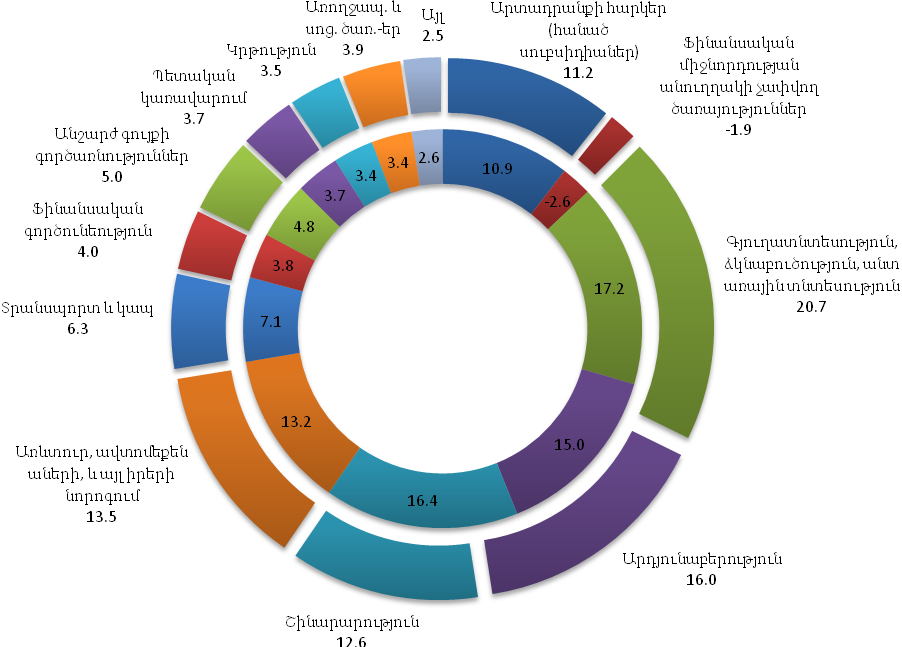 Արտադրանքի հարկեր
(հանած
սուբսիդիաներ)
11.2
Ֆինանսական
միջնորդության
անուղղակի չափվող
ծառայություններ
-1.9
Գյուղատնտեսություն,
ձկնաբուծություն, անտ
առային տնտեսություն
20.7
Արդյունաբերություն
16.0
Շինարարություն
12.6
Առևտուր, ավտոմեքեն
աների, և այլ իրերի
նորոգում
13.5
Տրանսպորտ և կապ
6.3
Ֆինանսական
գործունեություն
4.0
Անշարժ գույքի
գործառնություններ
5.0
Պետական
կառավարում
3.7
Կրթություն
3.5
Առողջապ. և
սոց. ծառ.-եր
3.9
Այլ
2.5
10.9
-2.6
17.2
15.0
16.4
13.2
7.1
3.8
4.8
3.7
3.4
3.4
2.6